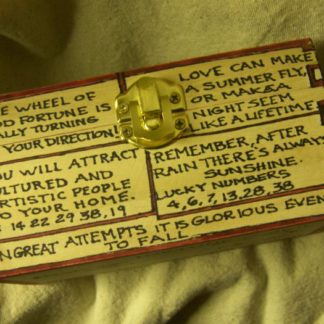 E WHEEL OF
OD FORTUNE IS
ALLY TURNING
YOUR DIRECTION!
LOVE CAN MAKE
A SUMMER FLY,
OR MAKE A
NIGHT SEEM
LIKE A LIFETIME
OU WILL ATTRACT
ULTURED AND
RTISTIC PEOPLE
O YOUR HOME.
14 22 29 38, 19
REMEMBER, AFTER
RAIN THERE'S ALWAYS
SUNSHINE.
LUCKY NUMBERS
4, 6, 7, 13, 28, 38
N GREAT ATTEMPTS IT IS GLORIOUS EVEN
TO FALL